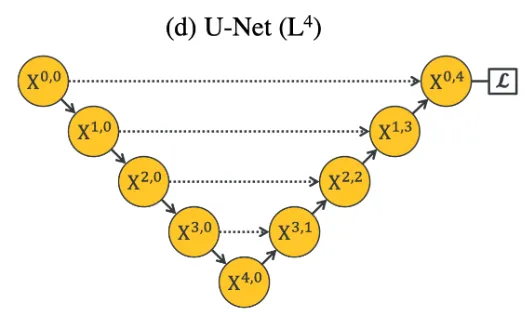 (d) U-Net (L⁴)
X⁰,⁰ X⁰,⁴ ℒ
X¹,⁰ X¹,³
X²,⁰ X²,²
X³,⁰ X³,¹
X⁴,⁰